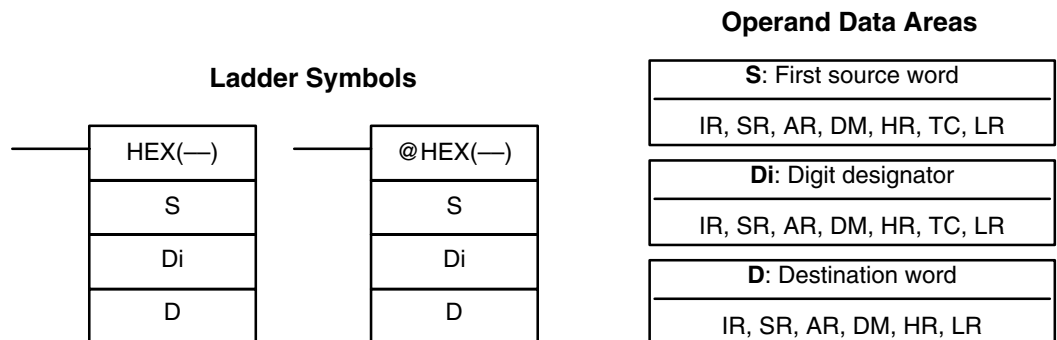 Ladder Symbols
HEX(—)
S
Di
D
@HEX(—)
S
Di
D
Operand Data Areas
S: First source word
IR, SR, AR, DM, HR, TC, LR
Di: Digit designator
IR, SR, AR, DM, HR, TC, LR
D: Destination word
IR, SR, AR, DM, HR, LR